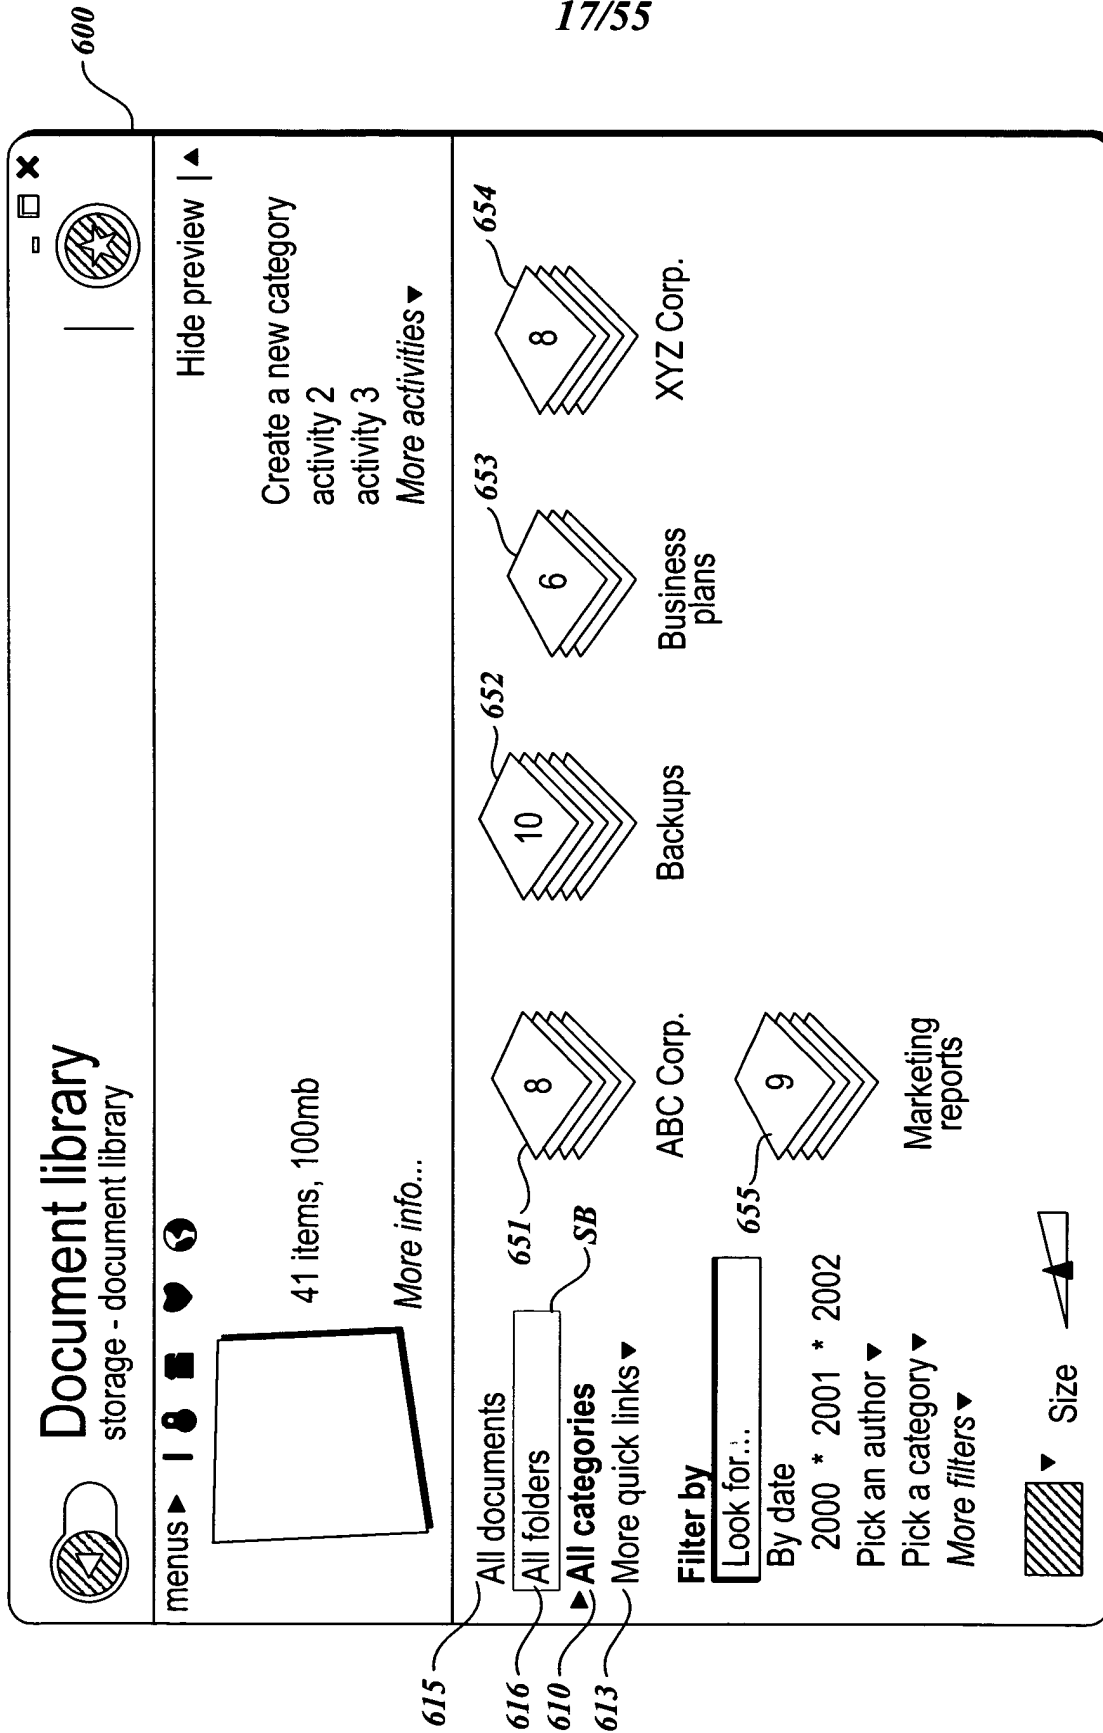 17/55
600
Document library
storage - document library
menus
Hide preview
41 items, 100mb
More info...
Create a new category
activity 2
activity 3
More activities
615
All documents
616
All folders
SB
610
All categories
613
More quick links
Filter by
Look for...
By date
2000 * 2001 * 2002
Pick an author
Pick a category
More filters
Size
651
8
ABC Corp.
652
10
Backups
653
6
Business
plans
654
8
XYZ Corp.
655
9
Marketing
reports